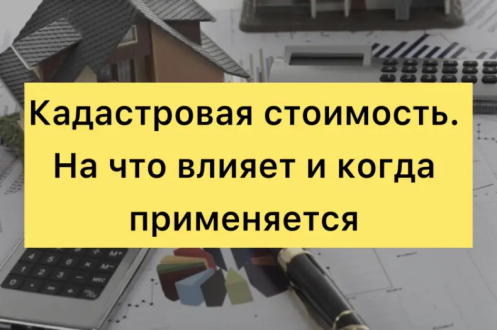 Кадастровая стоимость.
На что влияет и когда
применяется